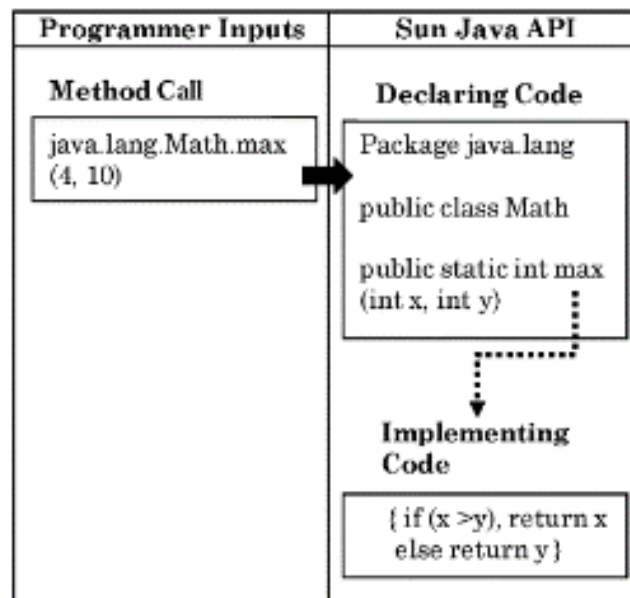 Programmer Inputs
Sun Java API
Method Call
java.lang.Math.max
(4, 10)
Declaring Code
Package java.lang
public class Math
public static int max
(int x, int y)
Implementing
Code
{ if (x >y), return x
else return y }